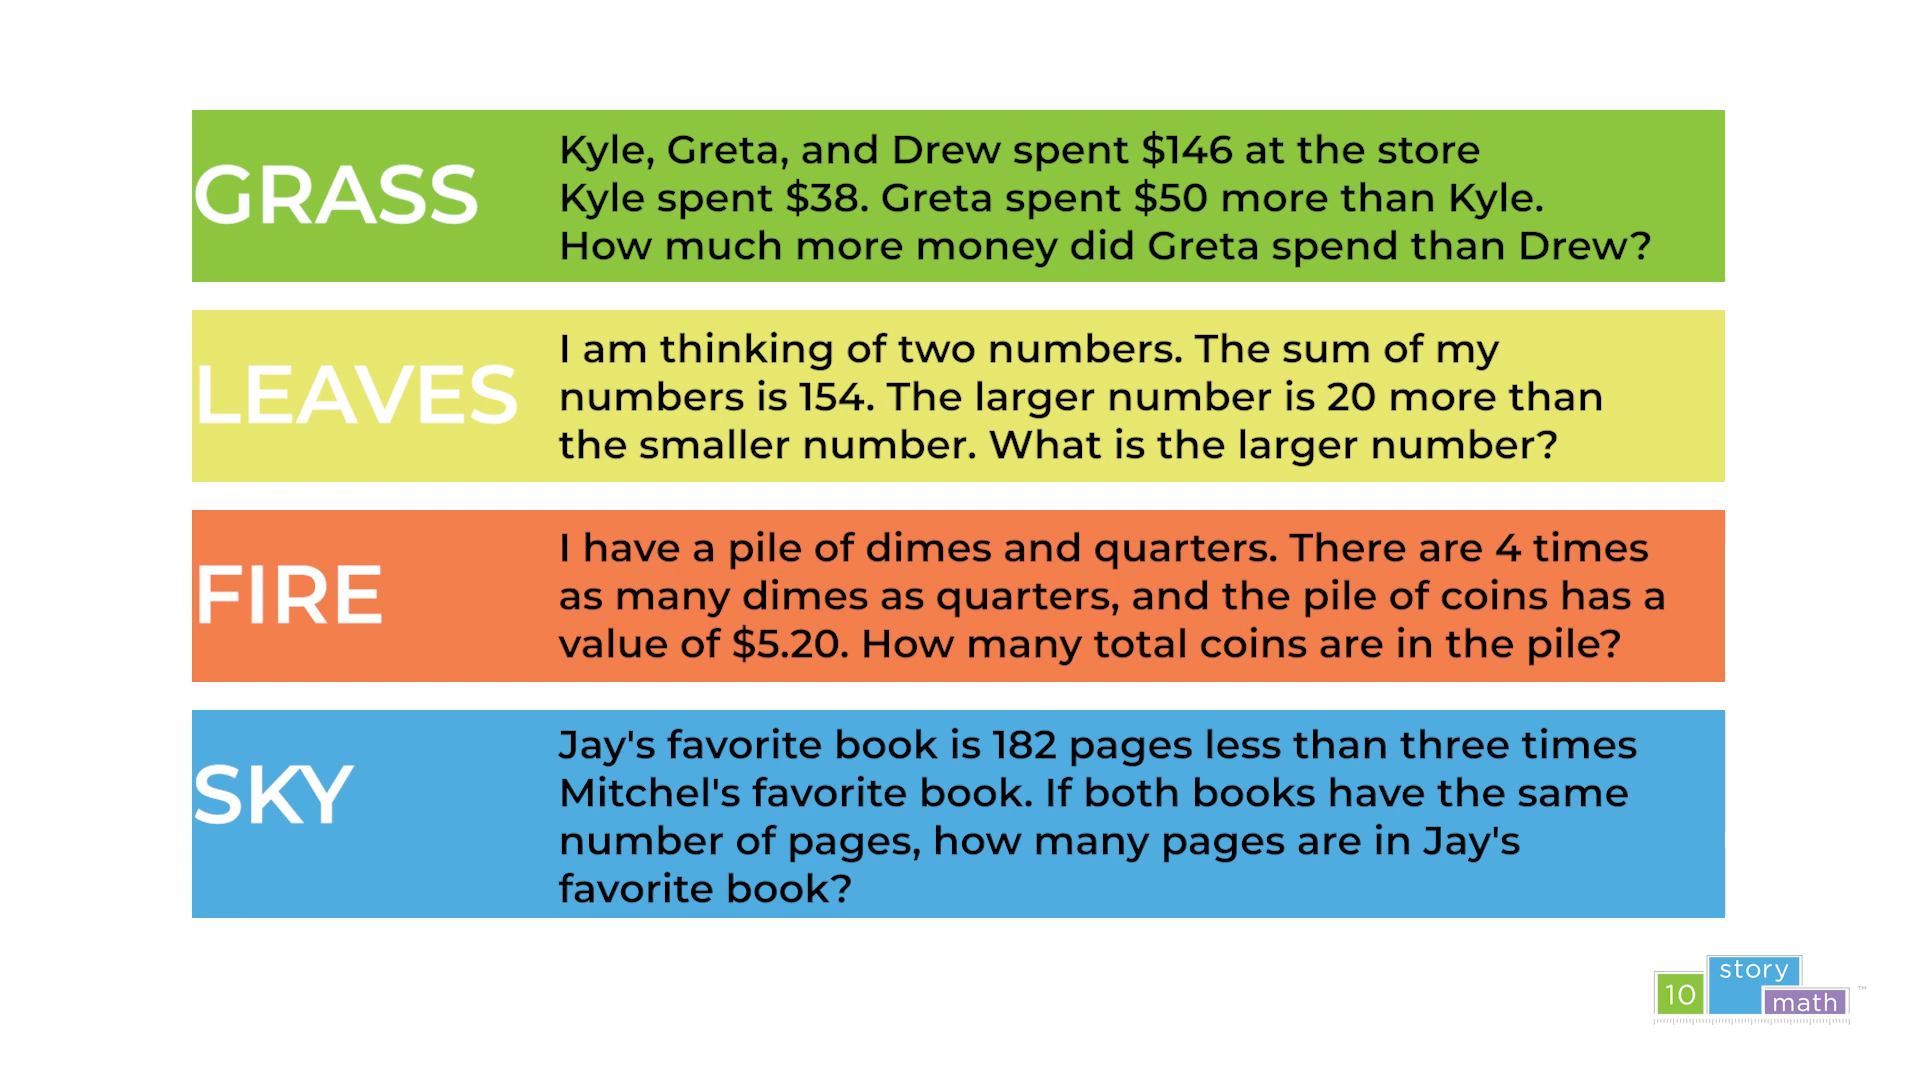 GRASS
Kyle, Greta, and Drew spent $146 at the store
Kyle spent $38. Greta spent $50 more than Kyle.
How much more money did Greta spend than Drew?
LEAVES
I am thinking of two numbers. The sum of my
numbers is 154. The larger number is 20 more than
the smaller number. What is the larger number?
FIRE
I have a pile of dimes and quarters. There are 4 times
as many dimes as quarters, and the pile of coins has a
value of $5.20. How many total coins are in the pile?
SKY
Jay's favorite book is 182 pages less than three times
Mitchel's favorite book. If both books have the same
number of pages, how many pages are in Jay's
favorite book?
10 story math ™